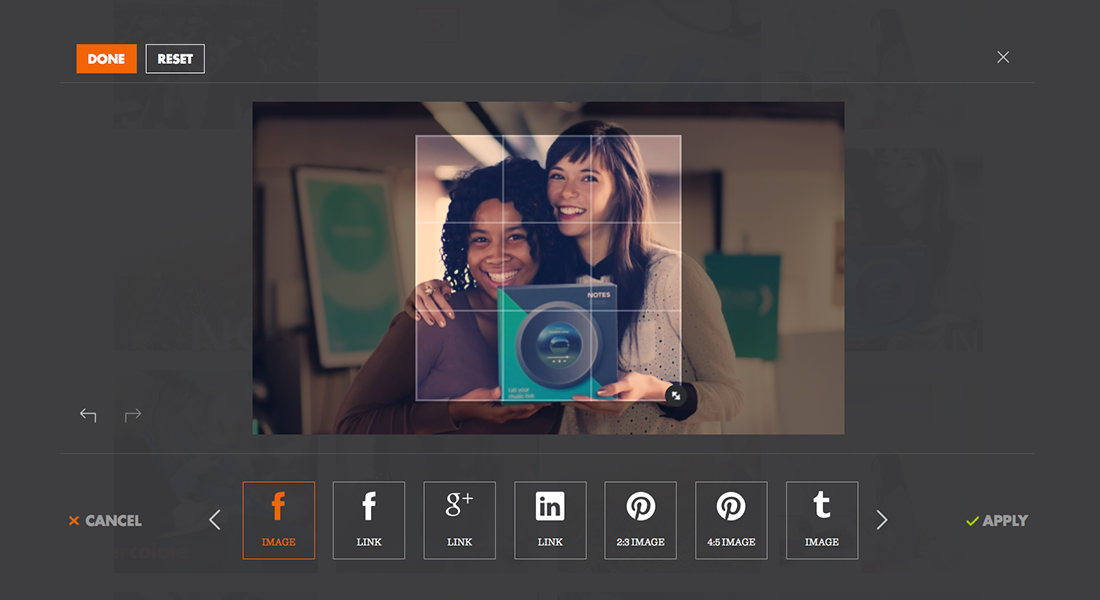 DONE
RESET
NOTES
Let your
music live
CANCEL
IMAGE
LINK
LINK
LINK
2:3 IMAGE
4:5 IMAGE
IMAGE
APPLY